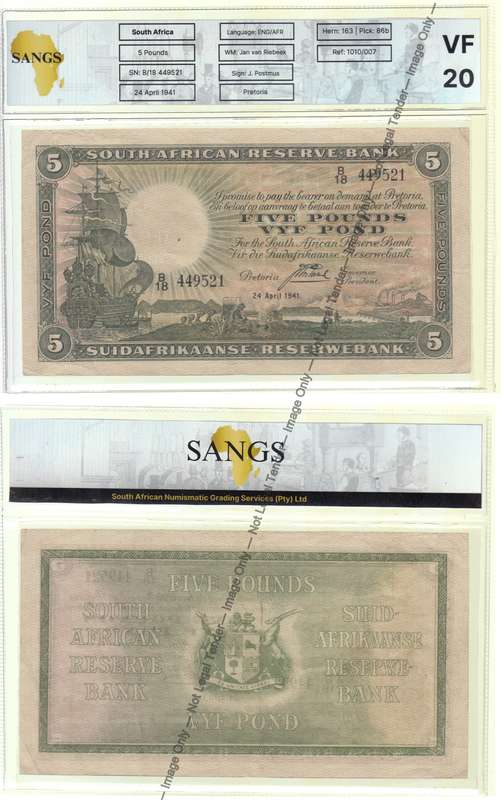 SANGS
South Africa
5 Pounds
SN: B/18 449521
24 April 1941
Language: ENG/AFR
WM: Jan van Riebeek
Sign: J. Postmus
Pretoria
Hern: 163 | Pick: 86b
Ref: 1010/007
VF
20
5 SOUTH AFRICAN RESERVE BANK 5
B/18 449521
I promise to pay the bearer on demand at Pretoria.
Ek beloof op aanvraag te betaal aan toonder te Pretoria.
FIVE POUNDS
VYF POND
For the South African Reserve Bank.
Vir die Suidafrikaanse Reserwebank.
B/18 449521
Pretoria
Governor
President.
24 April 1941.
VYF POND
FIVE POUNDS
5 SUIDAFRIKAANSE RESERWEBANK 5
SANGS
South African Numismatic Grading Services (Pty) Ltd
FIVE POUNDS
SOUTH
AFRICAN
RESERVE
BANK
SUID-
AFRIKAANSE
RESERWE-
BANK
VYF POND
Image Only — Not Legal Tender — Image Only — Not Legal Tender — Image Only — Not Legal Tender — Image Only —